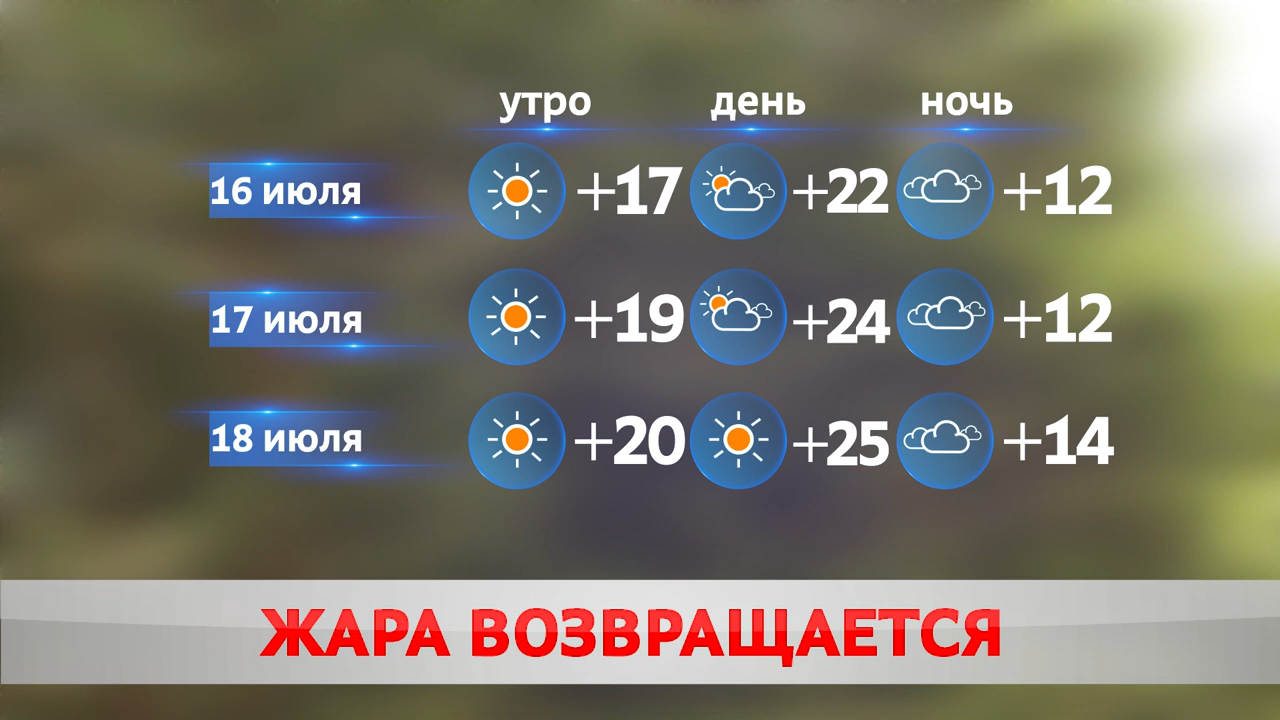 утро день ночь
16 июля +17 +22 +12
17 июля +19 +24 +12
18 июля +20 +25 +14
ЖАРА ВОЗВРАЩАЕТСЯ